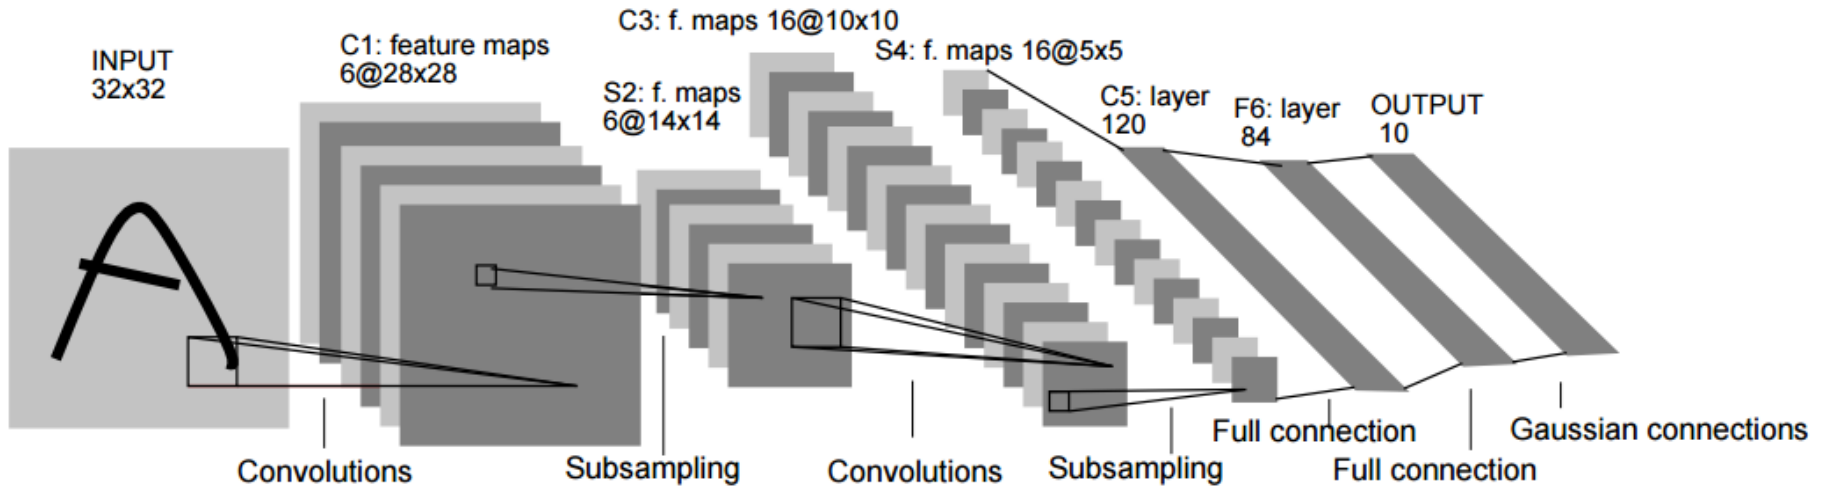 INPUT
32x32
C1: feature maps
6@28x28
S2: f. maps
6@14x14
C3: f. maps 16@10x10
S4: f. maps 16@5x5
C5: layer
120
F6: layer
84
OUTPUT
10
A
Convolutions
Subsampling
Convolutions
Subsampling
Full connection
Full connection
Gaussian connections